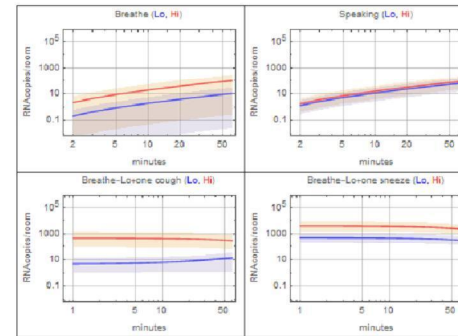 Breathe (Lo, Hi)
RNAcopies/room
10⁵
1000
10
0.1
2
5
10
20
50
minutes
Speaking (Lo, Hi)
RNAcopies/room
10⁵
1000
10
0.1
2
5
10
20
50
minutes
Breathe-Lo+one cough (Lo, Hi)
RNAcopies/room
10⁵
1000
10
0.1
1
5
10
50
minutes
Breathe-Lo+one sneeze (Lo, Hi)
RNAcopies/room
10⁵
1000
10
0.1
1
5
10
50
minutes